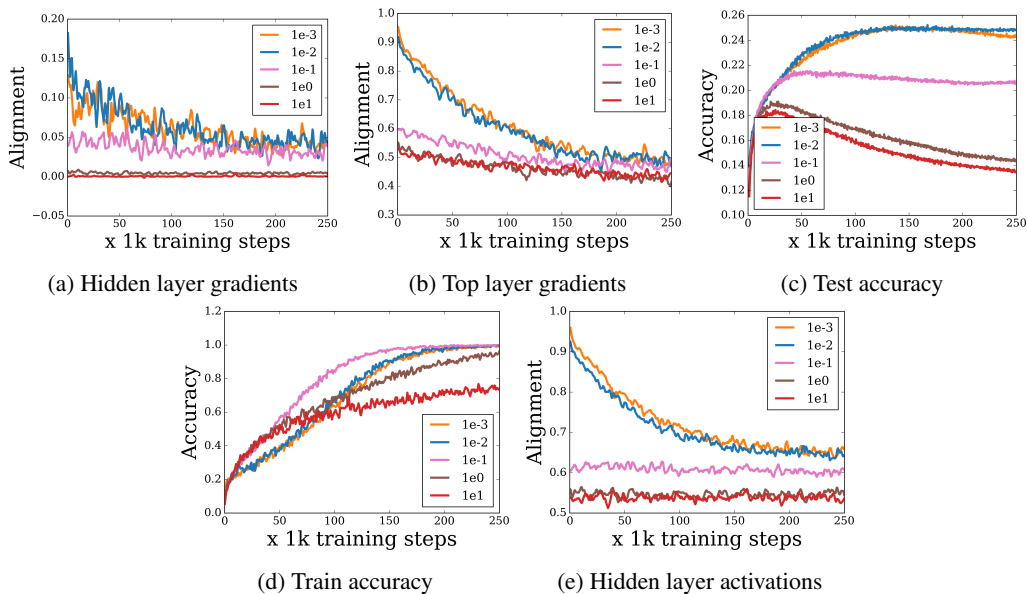 0.20
0.15
0.10
0.05
0.00
−0.05
Alignment
1e-3
1e-2
1e-1
1e0
1e1
0 50 100 150 200 250
x 1k training steps
(a) Hidden layer gradients
1.0
0.9
0.8
0.7
0.6
0.5
0.4
0.3
Alignment
1e-3
1e-2
1e-1
1e0
1e1
0 50 100 150 200 250
x 1k training steps
(b) Top layer gradients
0.26
0.24
0.22
0.20
0.18
0.16
0.14
0.12
0.10
Accuracy
1e-3
1e-2
1e-1
1e0
1e1
0 50 100 150 200 250
x 1k training steps
(c) Test accuracy
1.2
1.0
0.8
0.6
0.4
0.2
0.0
Accuracy
1e-3
1e-2
1e-1
1e0
1e1
0 50 100 150 200 250
x 1k training steps
(d) Train accuracy
1.0
0.9
0.8
0.7
0.6
0.5
Alignment
1e-3
1e-2
1e-1
1e0
1e1
0 50 100 150 200 250
x 1k training steps
(e) Hidden layer activations